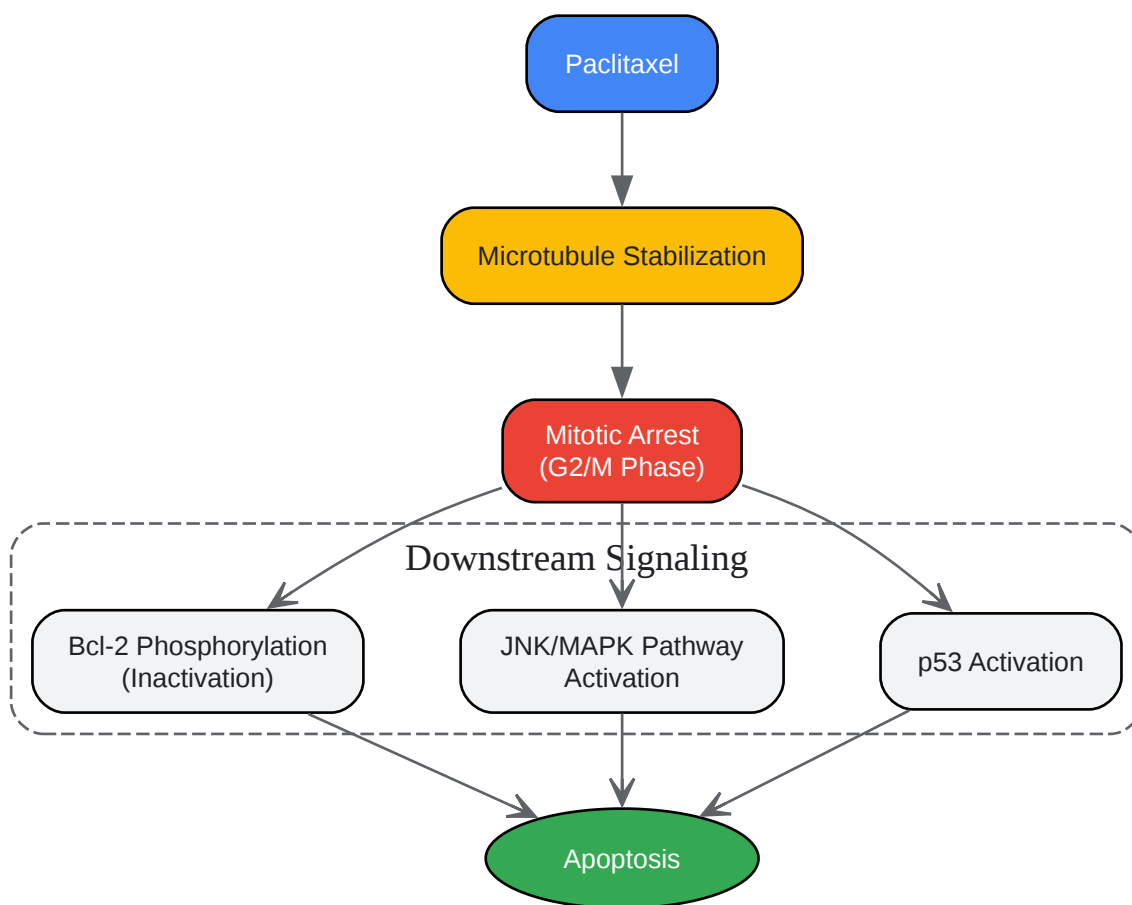 Paclitaxel
Microtubule Stabilization
Mitotic Arrest
(G2/M Phase)
Downstream Signaling
Bcl-2 Phosphorylation
(Inactivation)
JNK/MAPK Pathway
Activation
p53 Activation
Apoptosis